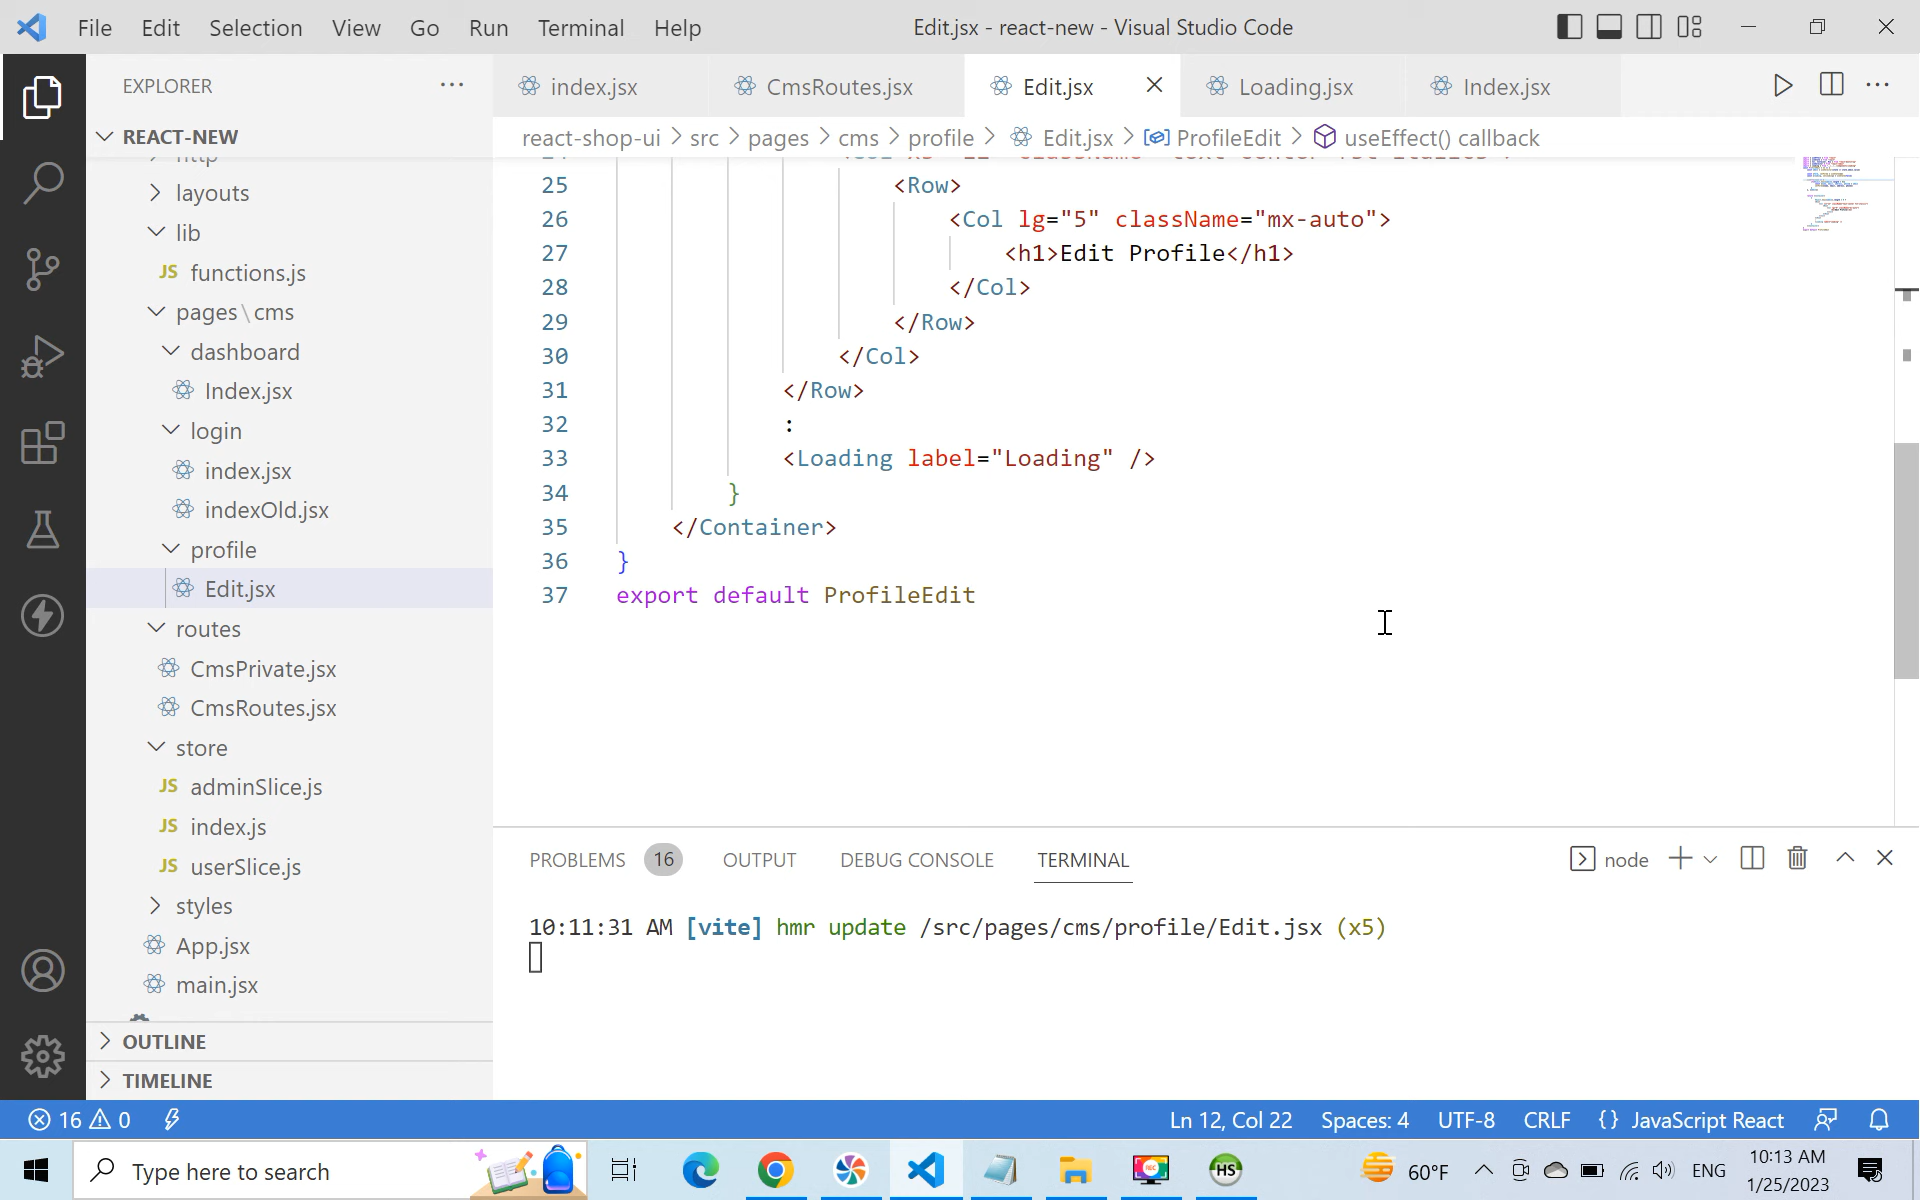 File Edit Selection View Go Run Terminal Help
Edit.jsx - react-new - Visual Studio Code
EXPLORER
REACT-NEW
http
layouts
lib
JS functions.js
pages\cms
dashboard
Index.jsx
login
index.jsx
indexOld.jsx
profile
Edit.jsx
routes
CmsPrivate.jsx
CmsRoutes.jsx
store
JS adminSlice.js
JS index.js
JS userSlice.js
styles
App.jsx
main.jsx
OUTLINE
TIMELINE
index.jsx CmsRoutes.jsx Edit.jsx Loading.jsx Index.jsx
react-shop-ui > src > pages > cms > profile > Edit.jsx > ProfileEdit > useEffect() callback
25 <Row>
26 <Col lg="5" className="mx-auto">
27 <h1>Edit Profile</h1>
28 </Col>
29 </Row>
30 </Col>
31 </Row>
32 :
33 <Loading label="Loading" />
34 }
35 </Container>
36 }
37 export default ProfileEdit
PROBLEMS 16 OUTPUT DEBUG CONSOLE TERMINAL
node
10:11:31 AM [vite] hmr update /src/pages/cms/profile/Edit.jsx (x5)
16 0
Ln 12, Col 22 Spaces: 4 UTF-8 CRLF {} JavaScript React
Type here to search
NEC
HS
60°F
ENG
10:13 AM
1/25/2023